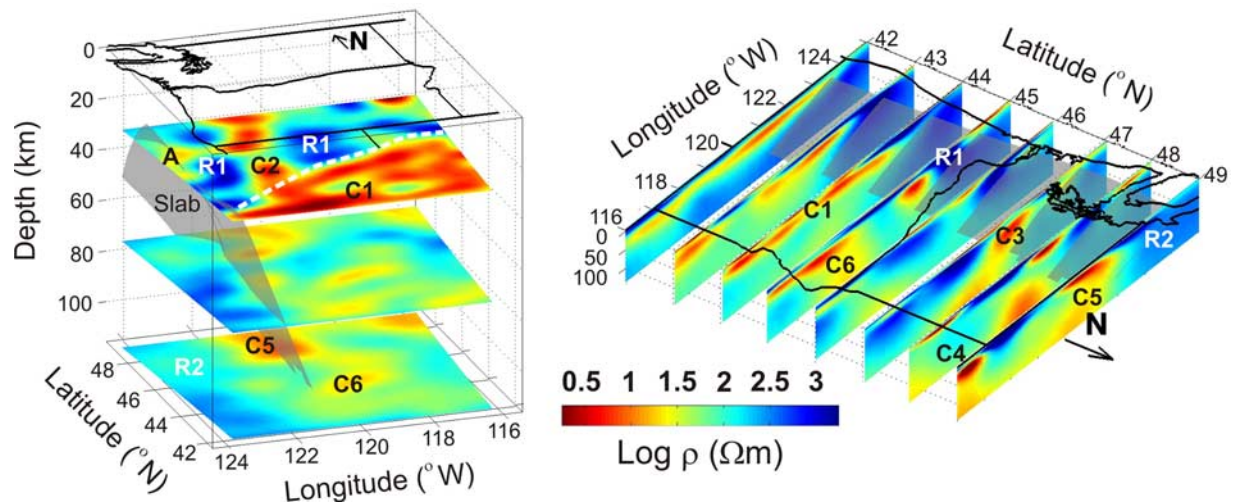 N
0
20
40
60
80
100
Depth (km)
A
R1
C2
R1
C1
Slab
C5
R2
C6
48
46
44
42
Latitude (°N)
124
122
120
118
116
Longitude (°W)
Longitude (°W)
124
122
120
118
116
0
50
100
Latitude (°N)
42
43
44
45
46
47
48
49
R1
C1
C3
R2
C6
C5
C4
N
0.5 1 1.5 2 2.5 3
Log ρ (Ωm)